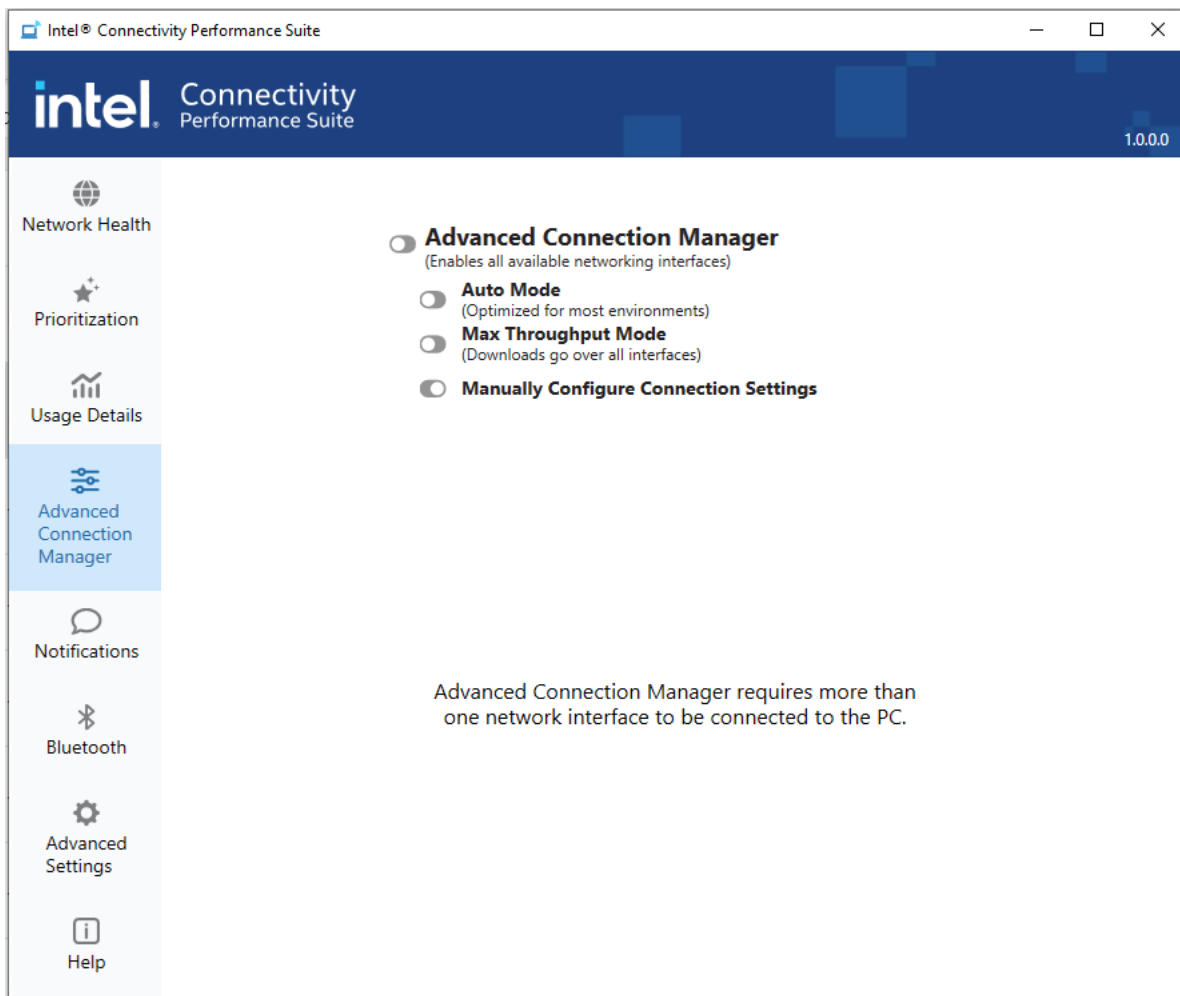 Intel® Connectivity Performance Suite
intel.
Connectivity
Performance Suite
1.0.0.0
Network Health
Prioritization
Usage Details
Advanced
Connection
Manager
Notifications
Bluetooth
Advanced
Settings
Help
Advanced Connection Manager
(Enables all available networking interfaces)
Auto Mode
(Optimized for most environments)
Max Throughput Mode
(Downloads go over all interfaces)
Manually Configure Connection Settings
Advanced Connection Manager requires more than
one network interface to be connected to the PC.